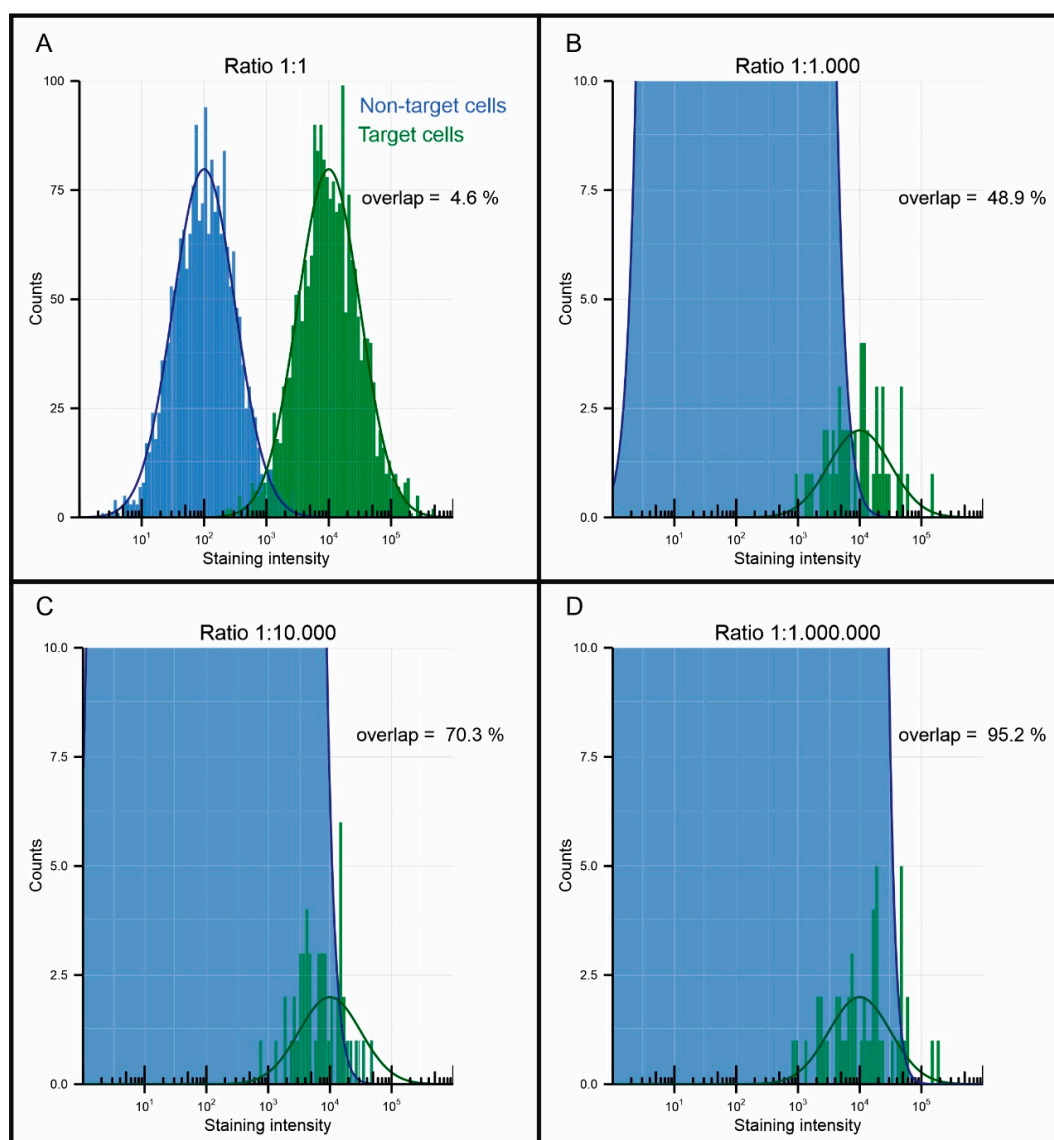 A
Ratio 1:1
100
75
50
25
0
Counts
Non-target cells
Target cells
overlap = 4.6 %
10¹ 10² 10³ 10⁴ 10⁵
Staining intensity
B
Ratio 1:1.000
10.0
7.5
5.0
2.5
0.0
Counts
overlap = 48.9 %
10¹ 10² 10³ 10⁴ 10⁵
Staining intensity
C
Ratio 1:10.000
10.0
7.5
5.0
2.5
0.0
Counts
overlap = 70.3 %
10¹ 10² 10³ 10⁴ 10⁵
Staining intensity
D
Ratio 1:1.000.000
10.0
7.5
5.0
2.5
0.0
Counts
overlap = 95.2 %
10¹ 10² 10³ 10⁴ 10⁵
Staining intensity